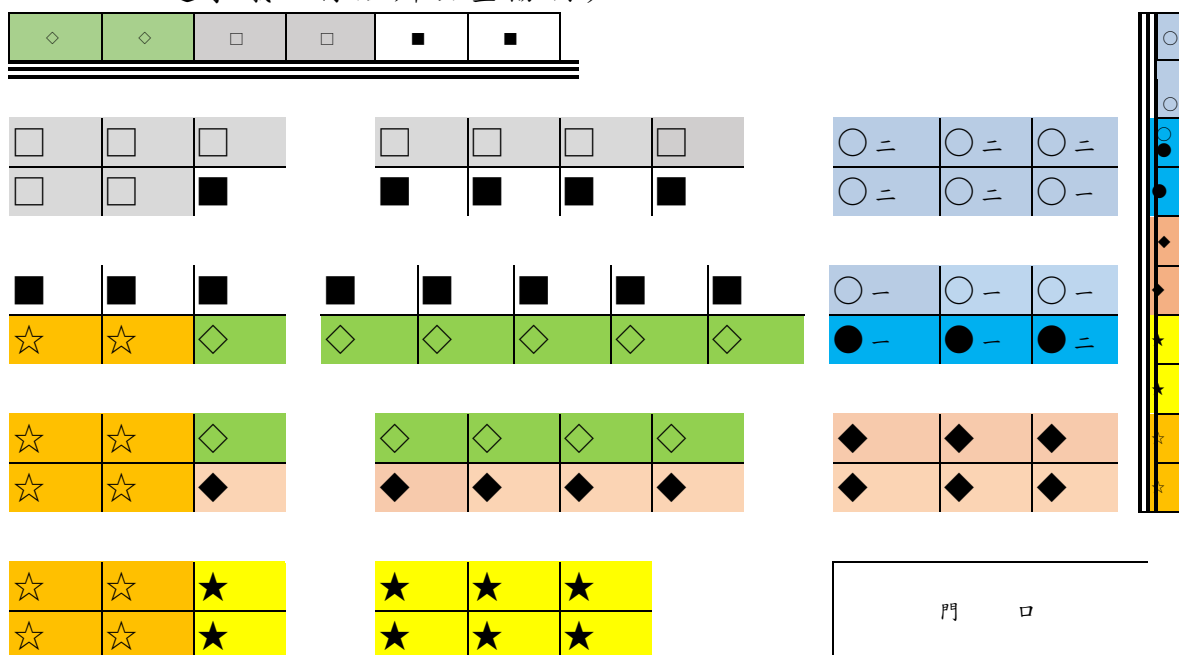 ◇ ◇ □ □ ■ ■
□ □ □ □ □ □ □ ○二 ○二 ○二
□ □ ■ ■ ■ ■ ■ ○二 ○二 ○一
■ ■ ■ ■ ■ ■ ■ ■ ○一 ○一 ○一
☆ ☆ ◇ ◇ ◇ ◇ ◇ ◇ ●一 ●一 ●二
☆ ☆ ◇ ◇ ◇ ◇ ◇ ◆ ◆ ◆
☆ ☆ ◆ ◆ ◆ ◆ ◆ ◆ ◆ ◆
☆ ☆ ★ ★ ★ ★
☆ ☆ ★ ★ ★ ★
門 口
○
○
○
●
●
◆
◆
★
★
☆
☆